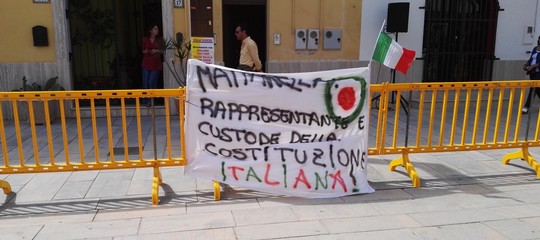 MATTARELLA
RAPPRESENTANTE E
CUSTODE DELLA
COSTITUZIONE
ITALIANA!